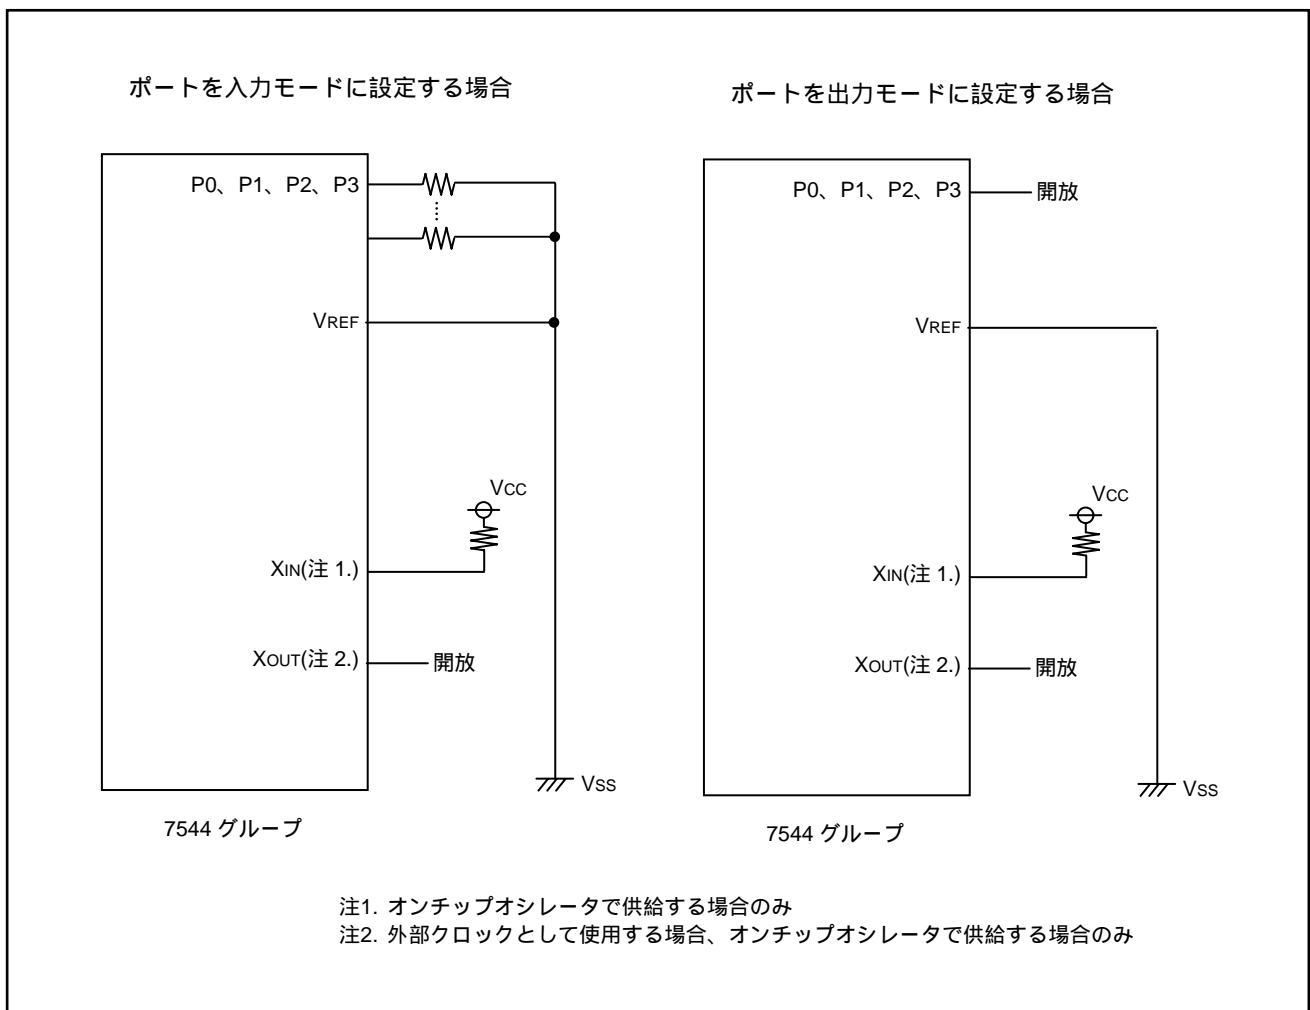 ポートを入力モードに設定する場合
P0、P1、P2、P3
VREF
VCC
XIN(注 1.)
XOUT(注 2.)
開放
VSS
7544 グループ
ポートを出力モードに設定する場合
P0、P1、P2、P3
開放
VREF
VCC
XIN(注 1.)
XOUT(注 2.)
開放
VSS
7544 グループ
注1. オンチップオシレータで供給する場合のみ
注2. 外部クロックとして使用する場合、オンチップオシレータで供給する場合のみ